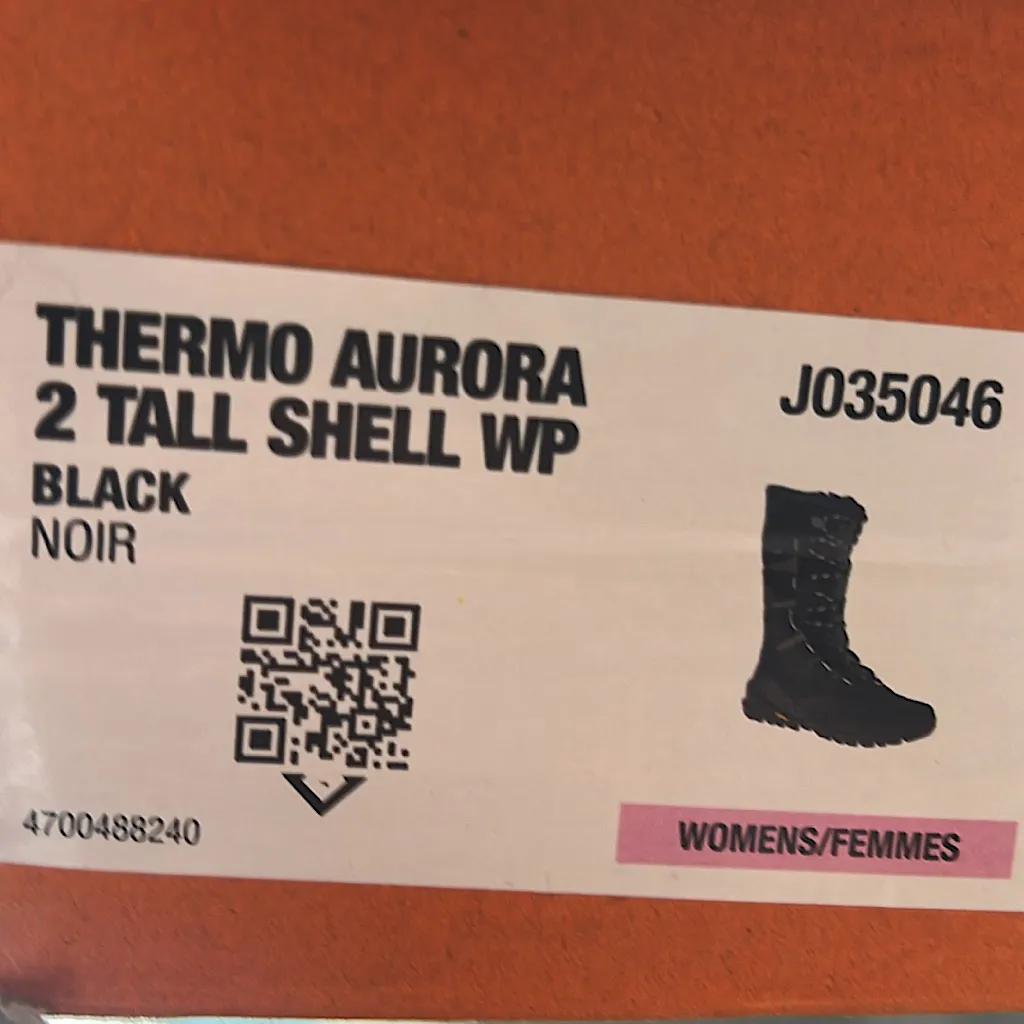 THERMO AURORA
2 TALL SHELL WP
BLACK
NOIR
J035046
4700488240
WOMENS/FEMMES